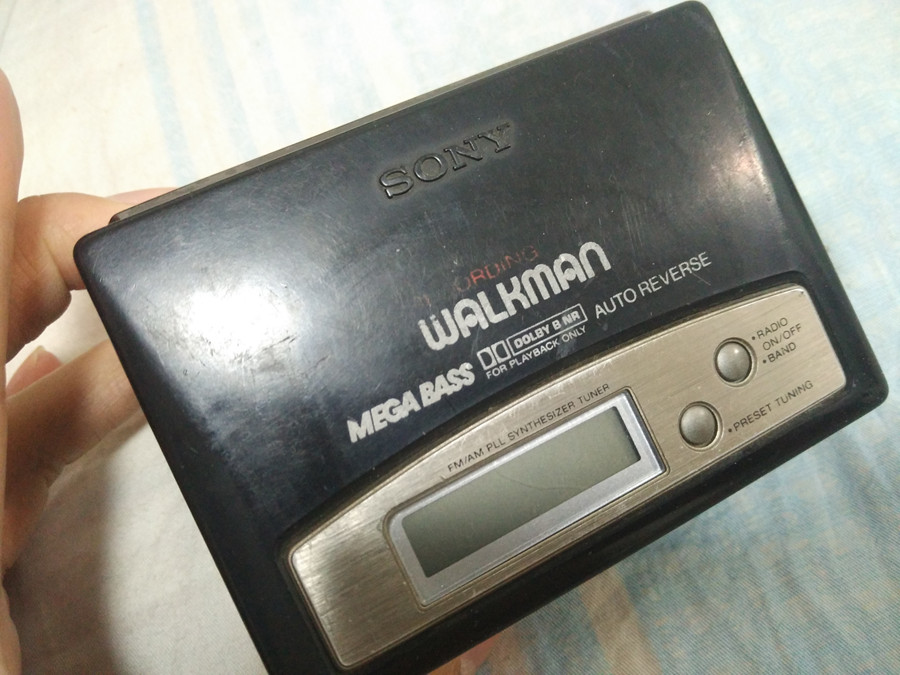 SONY
RECORDING
WALKMAN
MEGA BASS
DOLBY B NR
FOR PLAYBACK ONLY
AUTO REVERSE
FM/AM PLL SYNTHESIZER TUNER
•RADIO
ON/OFF
•BAND
•PRESET TUNING